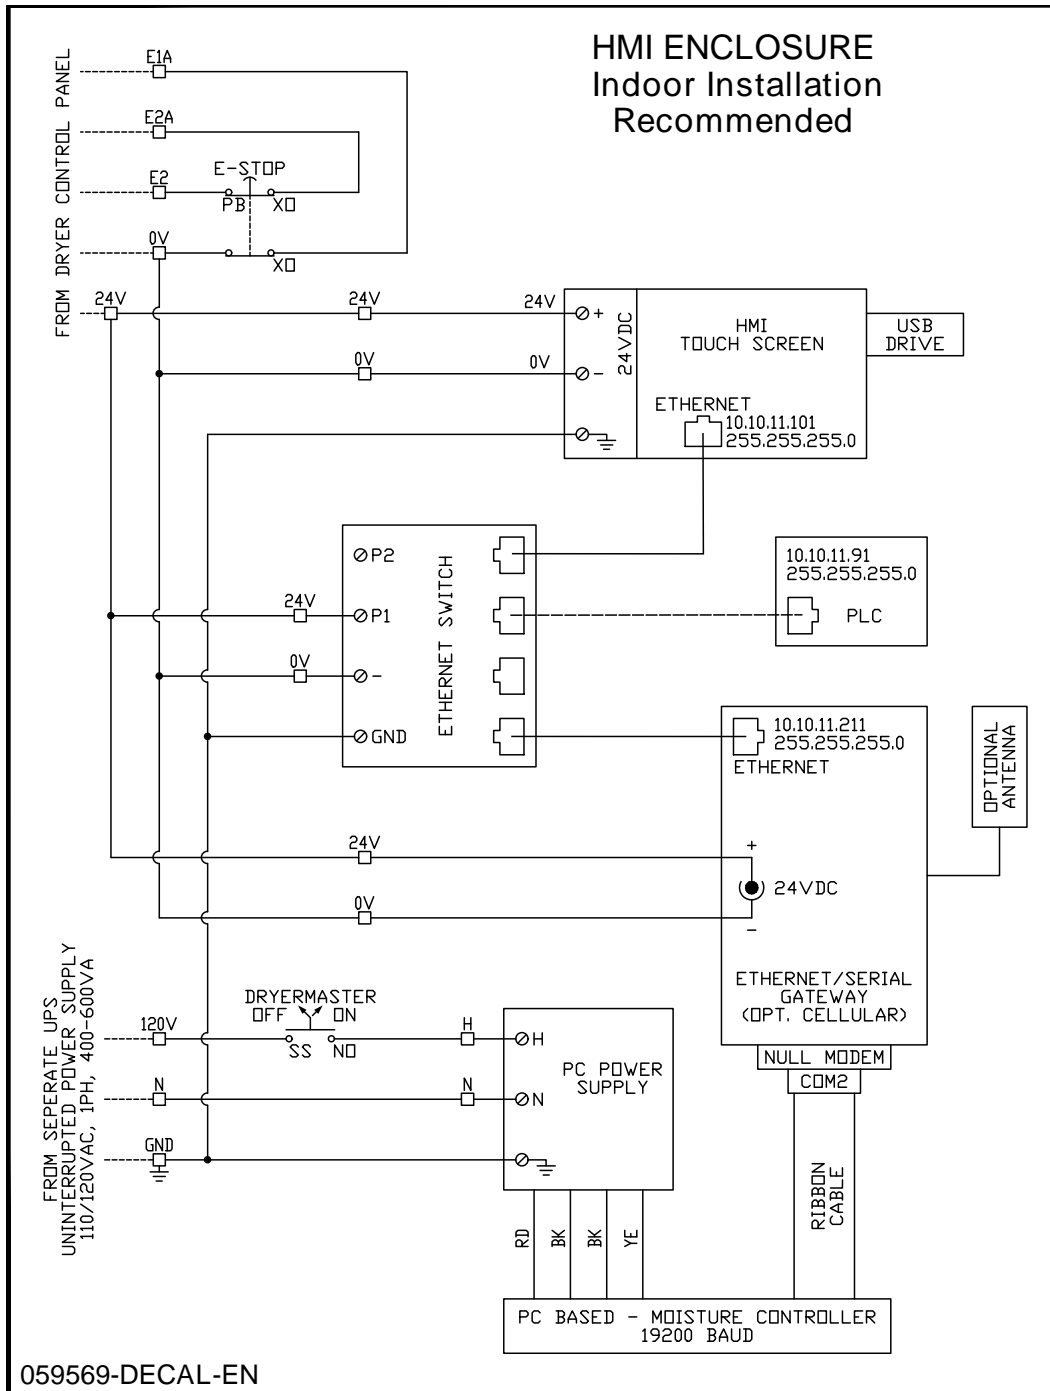 HMI ENCLOSURE
Indoor Installation
Recommended
FROM DRYER CONTROL PANEL
E1A
E2A
E-STOP
E2
PB
XO
0V
XO
24V
24V
24V
0V
0V
+
-
24VDC
HMI
TOUCH SCREEN
USB
DRIVE
ETHERNET
10.10.11.101
255.255.255.0
P2
24V
P1
0V
-
GND
ETHERNET SWITCH
10.10.11.91
255.255.255.0
PLC
10.10.11.211
255.255.255.0
ETHERNET
OPTIONAL
ANTENNA
24V
+
24VDC
0V
-
ETHERNET/SERIAL
GATEWAY
(OPT. CELLULAR)
NULL MODEM
COM2
RIBBON
CABLE
FROM SEPERATE UPS
UNINTERRUPTED POWER SUPPLY
110/120VAC, 1PH, 400-600VA
DRYERMASTER
OFF ON
120V
SS NO
H
H
N
N
N
GND
PC POWER
SUPPLY
RD
BK
BK
YE
PC BASED - MOISTURE CONTROLLER
19200 BAUD
059569-DECAL-EN